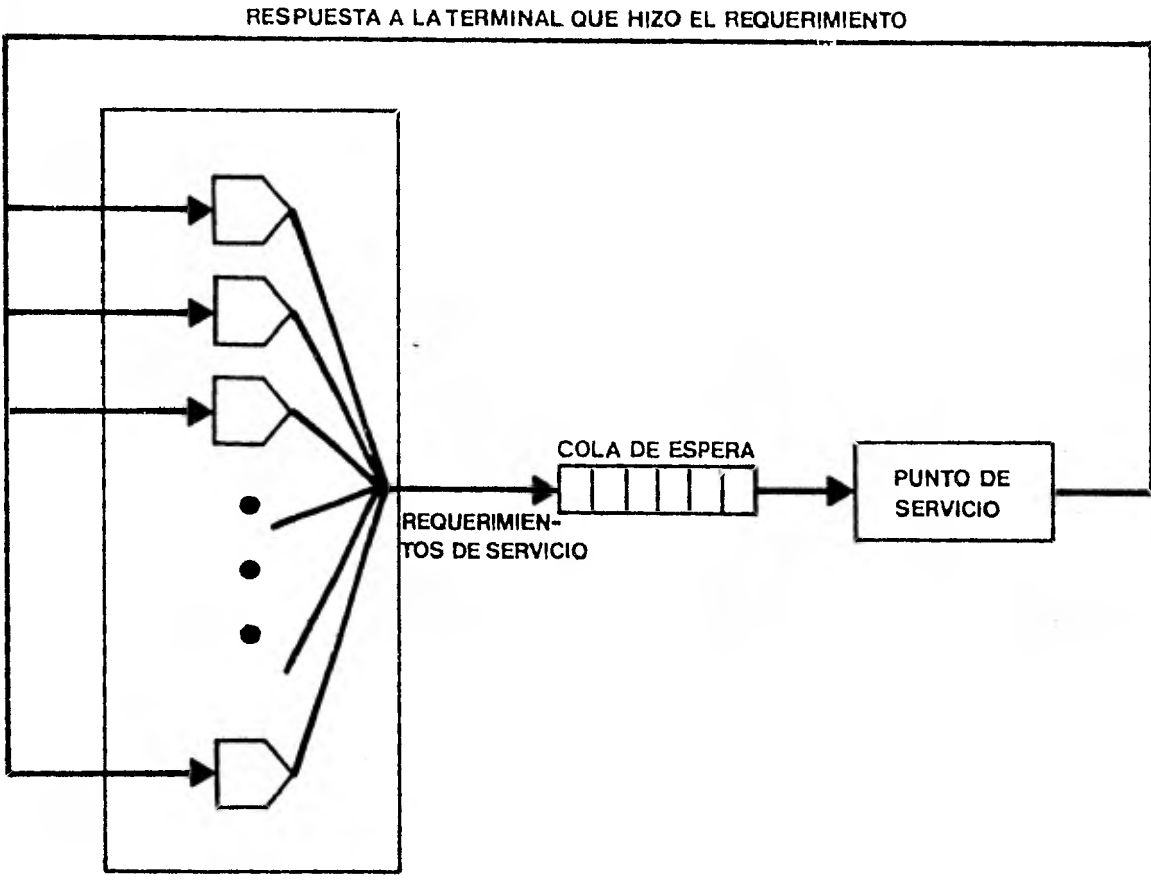 RESPUESTA A LA TERMINAL QUE HIZO EL REQUERIMIENTO
COLA DE ESPERA
PUNTO DE
SERVICIO
REQUERIMIEN-
TOS DE SERVICIO